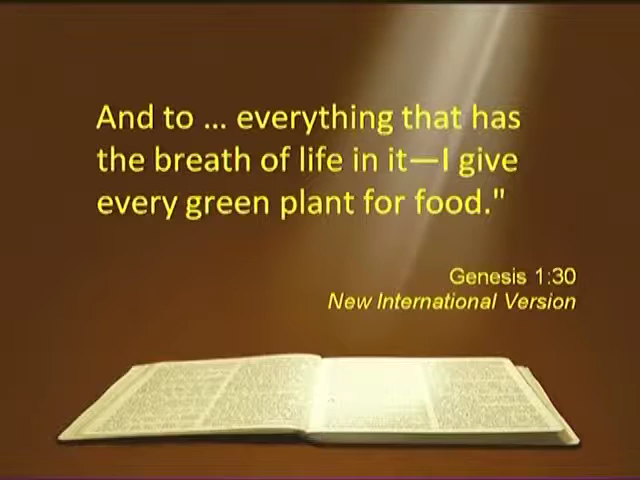 And to ... everything that has
the breath of life in it—I give
every green plant for food."
Genesis 1:30
New International Version